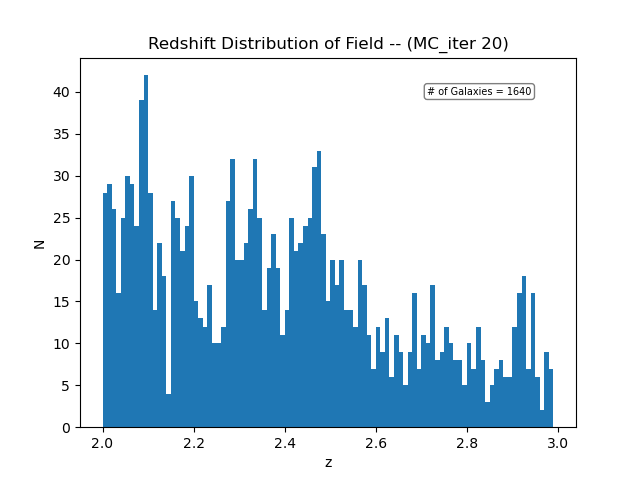 Redshift Distribution of Field -- (MC_iter 20)
# of Galaxies = 1640
40
35
30
25
20
15
10
5
0
N
2.0 2.2 2.4 2.6 2.8 3.0
z